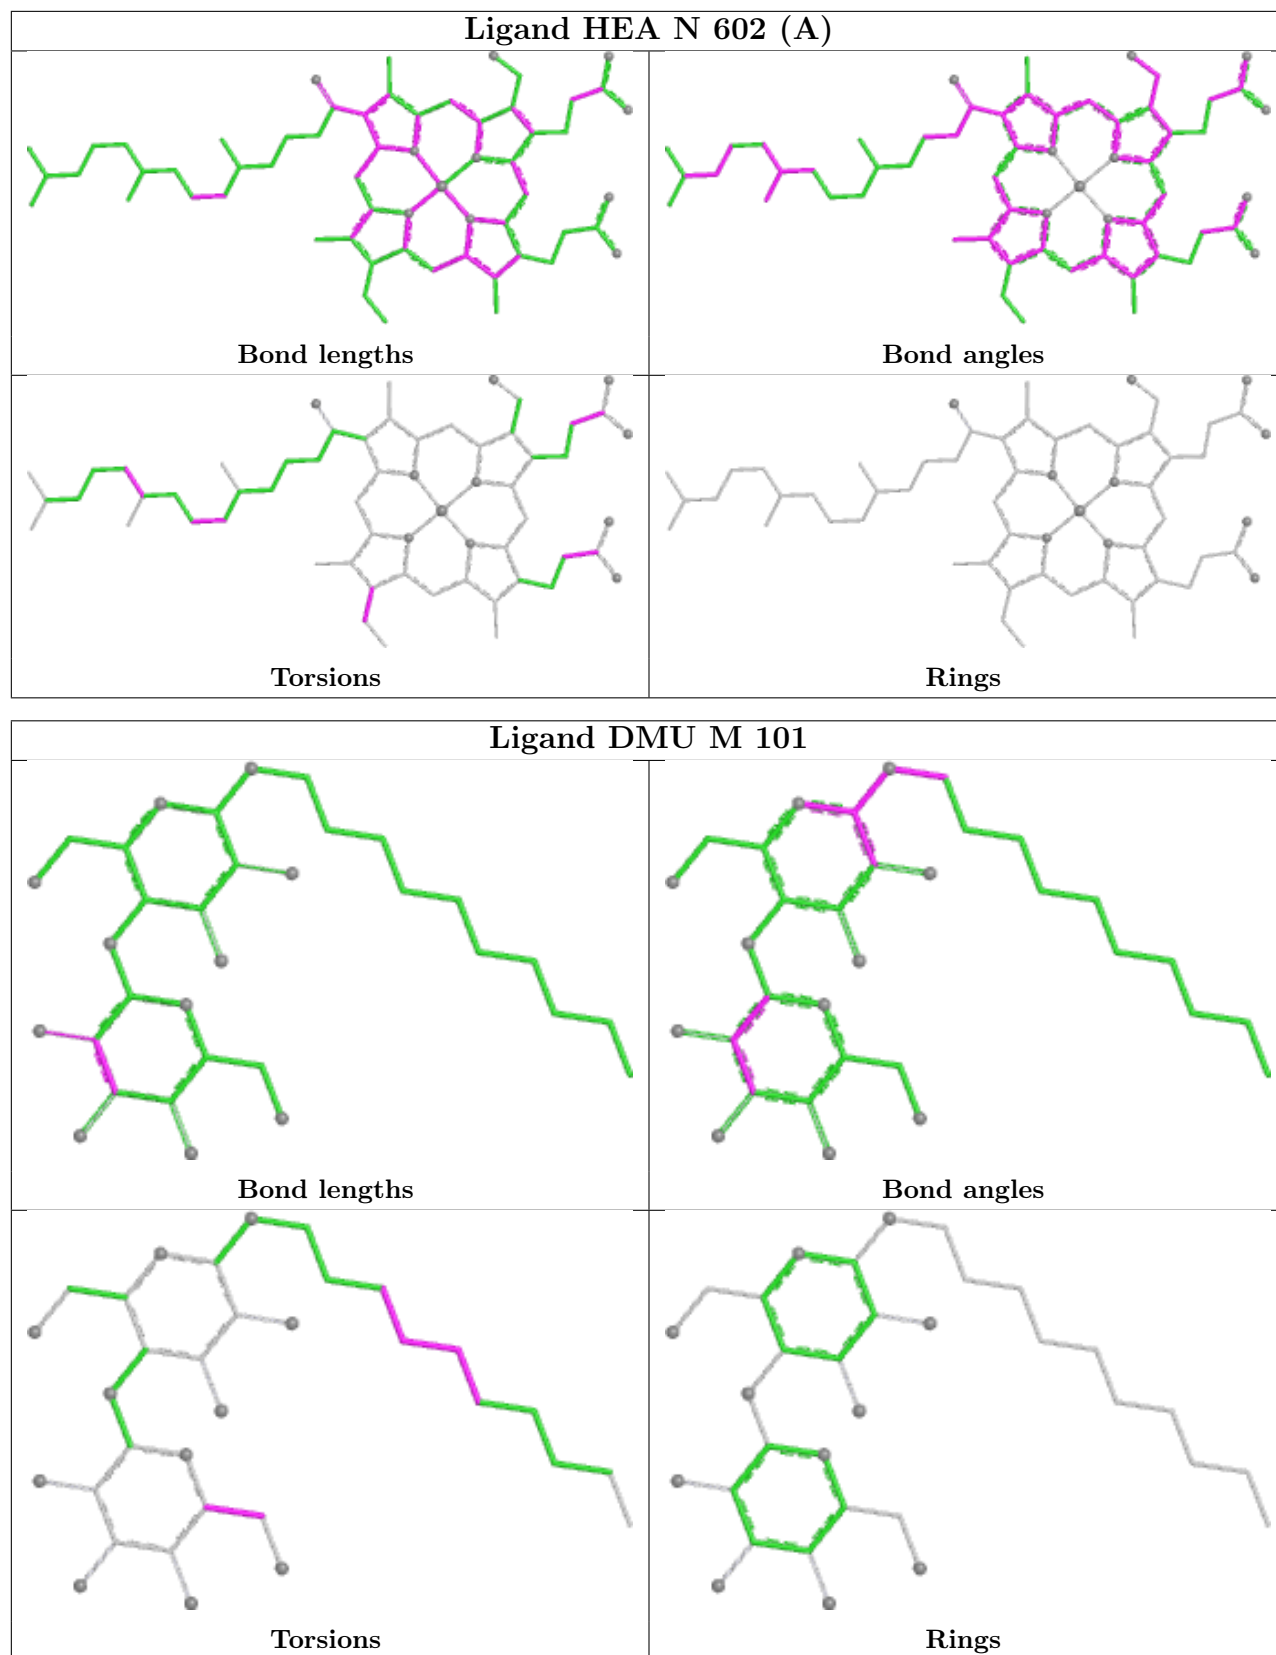 Ligand HEA N 602 (A)
Bond lengths
Bond angles
Torsions
Rings
Ligand DMU M 101
Bond lengths
Bond angles
Torsions
Rings